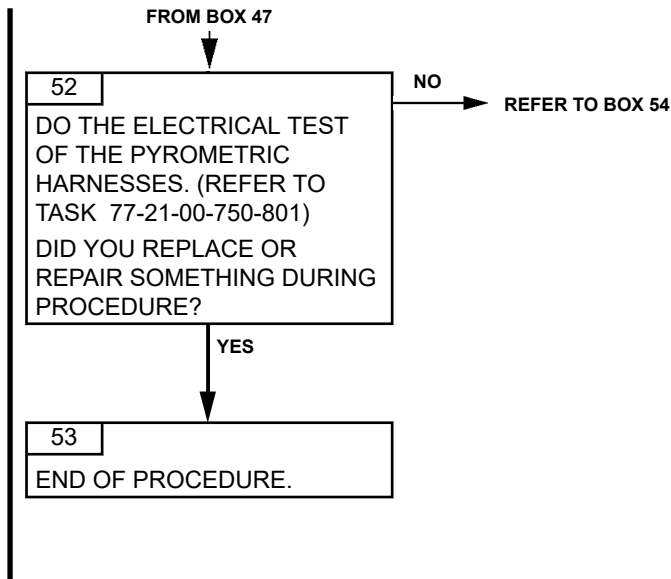 FROM BOX 47
52
NO
REFER TO BOX 54
DO THE ELECTRICAL TEST
OF THE PYROMETRIC
HARNESSES. (REFER TO
TASK 77-21-00-750-801)
DID YOU REPLACE OR
REPAIR SOMETHING DURING
PROCEDURE?
YES
53
END OF PROCEDURE.